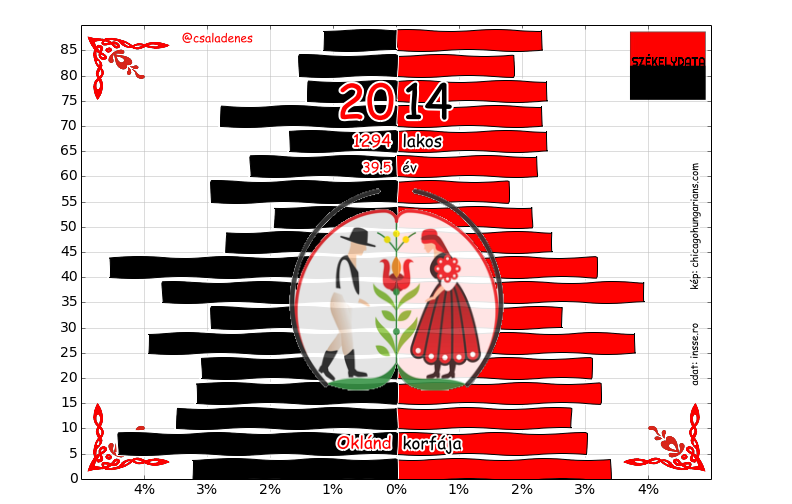 @csaladenes
SZÉKELYDATA
2014
1294 lakos
39.5 év
kép: chicagohungarians.com
adat: insse.ro
Oklánd korfája
85
80
75
70
65
60
55
50
45
40
35
30
25
20
15
10
5
0
4% 3% 2% 1% 0% 1% 2% 3% 4%